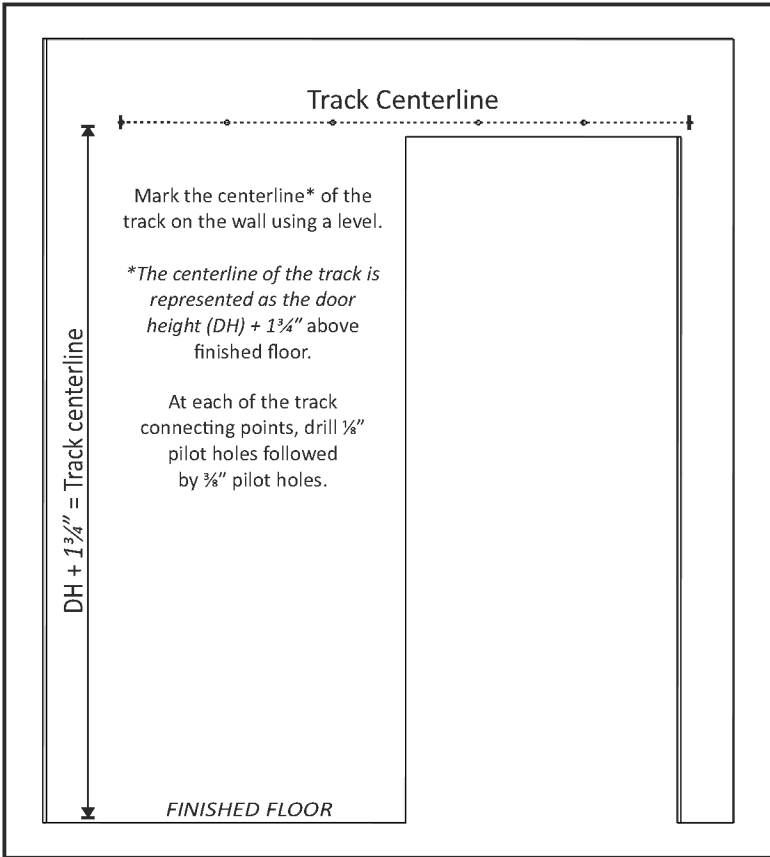 Track Centerline
Mark the centerline* of the
track on the wall using a level.
*The centerline of the track is
represented as the door
height (DH) + 1¾″ above
finished floor.
At each of the track
connecting points, drill ⅛″
pilot holes followed
by ⅜″ pilot holes.
DH + 1¾″ = Track centerline
FINISHED FLOOR